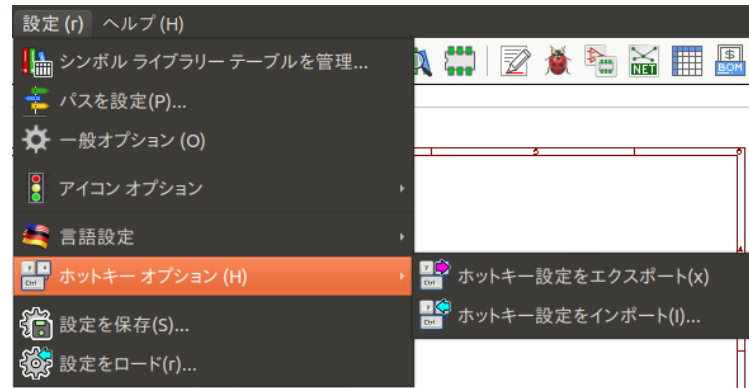 設定(r) ヘルプ(H)
シンボル ライブラリー テーブルを管理...
パスを設定(P)...
一般オプション (O)
アイコン オプション
言語設定
ホットキー オプション (H)
ホットキー設定をエクスポート(x)
ホットキー設定をインポート(I)...
設定を保存(S)...
設定をロード(r)...
NET
BOM